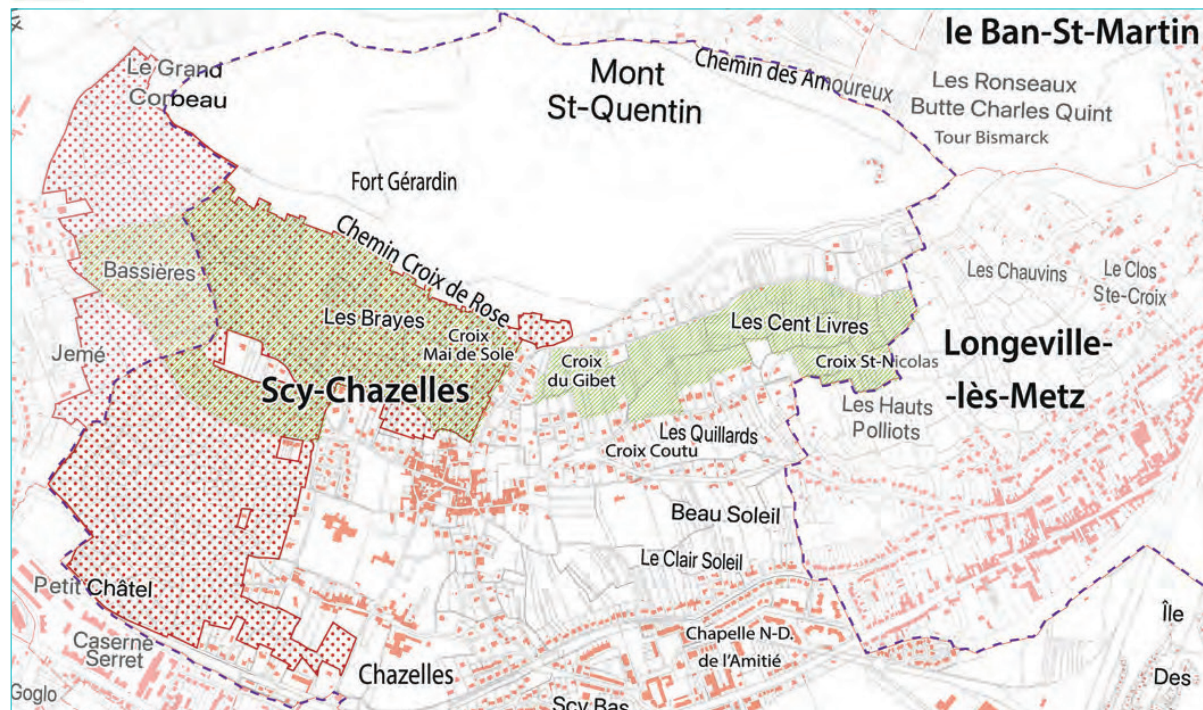 le Ban-St-Martin
Le Grand
Corbeau
Mont
St-Quentin
Chemin des Amoureux
Les Ronseaux
Butte Charles Quint
Tour Bismarck
Fort Gérardin
Chemin Croix de Rose
Bassières
Les Chauvins
Le Clos
Ste-Croix
Les Brayes
Croix
Mai de Sole
Les Cent Livres
Jemé
Croix
du Gibet
Croix St-Nicolas
Longeville-
-lès-Metz
Scy-Chazelles
Les Hauts
Polliots
Les Quillards
Croix Coutu
Beau Soleil
Le Clair Soleil
Petit Châtel
Caserne
Serret
Chapelle N-D.
de l'Amitié
Île
Des
Chazelles
Goglo
Scy Bas